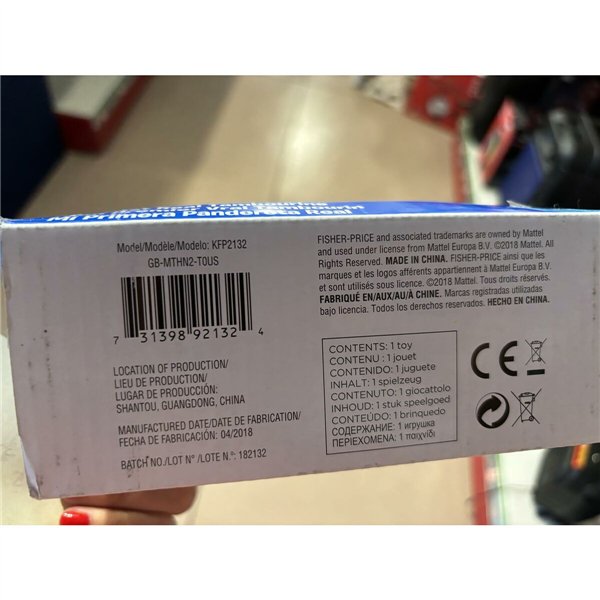 Mi Primera Pandereta Real
Model/Modèle/Modelo: KFP2132
GB-MTHN2-TOUS
7 31398 92132 4
LOCATION OF PRODUCTION/
LIEU DE PRODUCTION/
LUGAR DE PRODUCCIÓN:
SHANTOU, GUANGDONG, CHINA
MANUFACTURED DATE/DATE DE FABRICATION/
FECHA DE FABRICACIÓN: 04/2018
BATCH NO./LOT N° /LOTE N.°: 182132
FISHER-PRICE and associated trademarks are owned by Mattel
and used under license from Mattel Europa B.V. ©2018 Mattel. All
Rights Reserved. MADE IN CHINA. FISHER-PRICE ainsi que les
marques et les logos afférents appartiennent à Mattel Europa B.V.
et sont utilisés sous licence. ©2018 Mattel. Tous droits réservés.
FABRIQUÉ EN/AUX/AU/À CHINE. Marcas registradas utilizadas
bajo licencia. Todos los derechos reservados. HECHO EN CHINA.
CONTENTS: 1 toy
CONTENU : 1 jouet
CONTENIDO: 1 juguete
INHALT: 1 spielzeug
CONTENUTO: 1 giocattolo
INHOUD: 1 stuk speelgoed
CONTEÚDO: 1 brinquedo
СОДЕРЖАНИЕ: 1 игрушка
ΠΕΡΙΕΧΟΜΕΝΑ: 1 παιχνίδι
CE